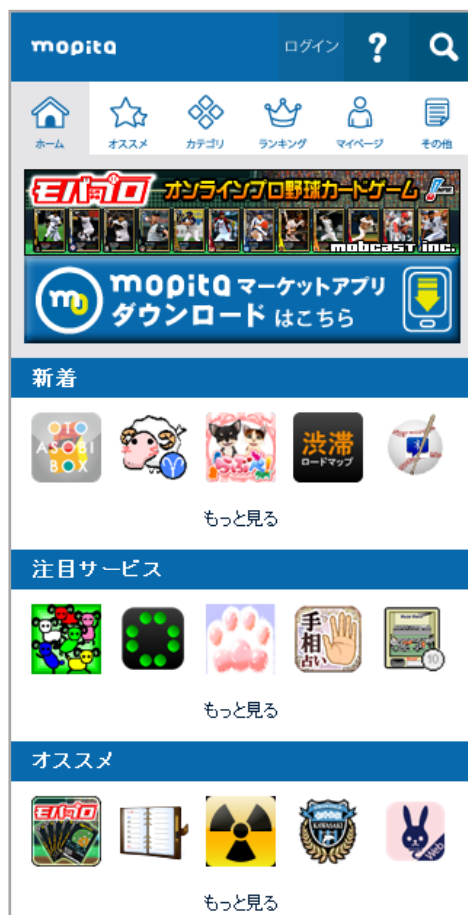 mopita
ログイン
?
ホーム
オススメ
カテゴリ
ランキング
マイページ
その他
モバプロ オンラインプロ野球カードゲーム
mobcast inc.
mopita マーケットアプリ
ダウンロード はこちら
新着
OTO
ASOBI
BOX
らぶペ!
渋滞
ロードマップ
もっと見る
注目サービス
手相
占い
10
もっと見る
オススメ
モバプロ
KAWASAKI
Web
もっと見る